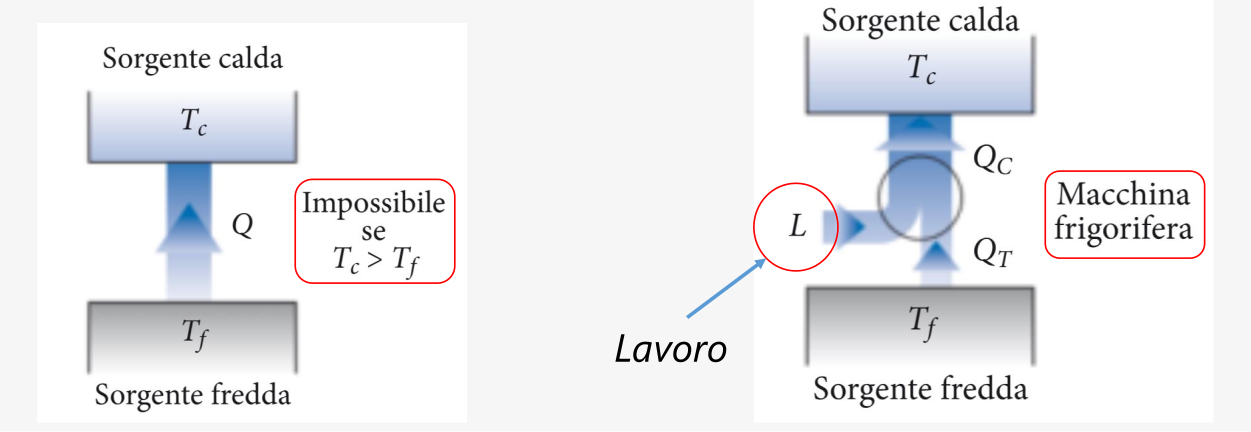 Sorgente calda
T_c
Q
Impossibile
se
T_c > T_f
T_f
Sorgente fredda
Sorgente calda
T_c
Q_C
Macchina
frigorifera
L
Q_T
Lavoro
T_f
Sorgente fredda